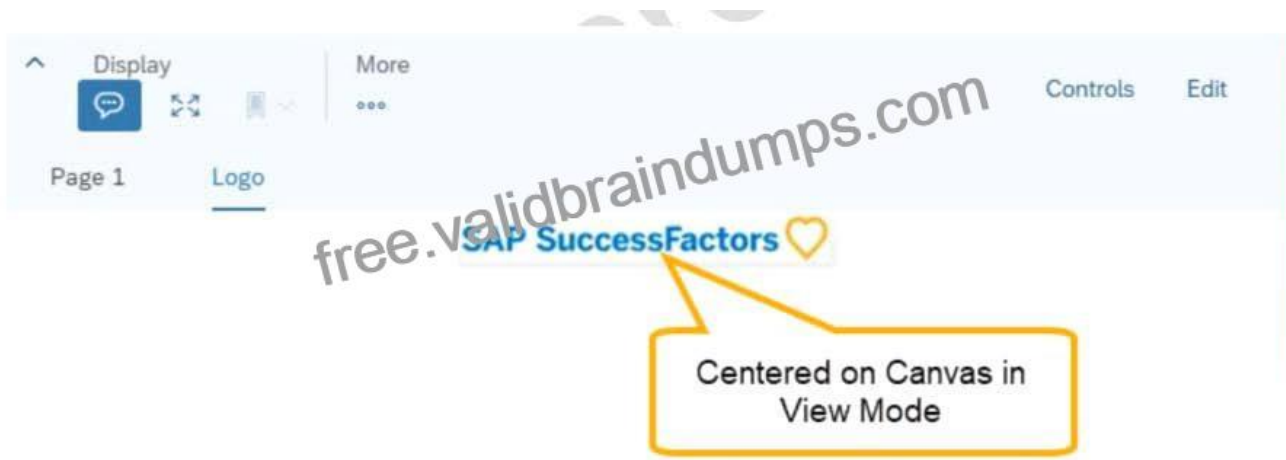 Display
More
Controls
Edit
Page 1
Logo
free.validbraindumps.com
SAP SuccessFactors
Centered on Canvas in
View Mode